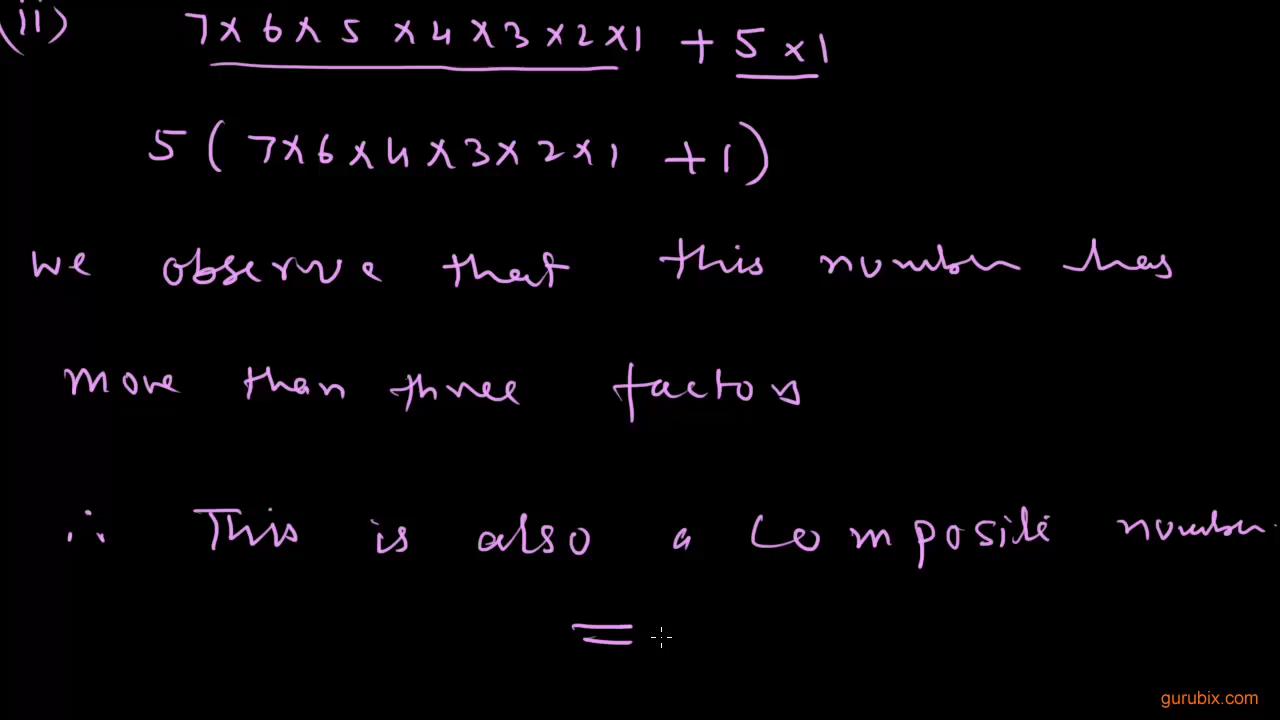 (ii) 7 × 6 × 5 × 4 × 3 × 2 × 1 + 5 × 1
5 ( 7 × 6 × 4 × 3 × 2 × 1 + 1 )
we observe that this number has
more than three factors
∴ This is also a composite number.
gurubix.com